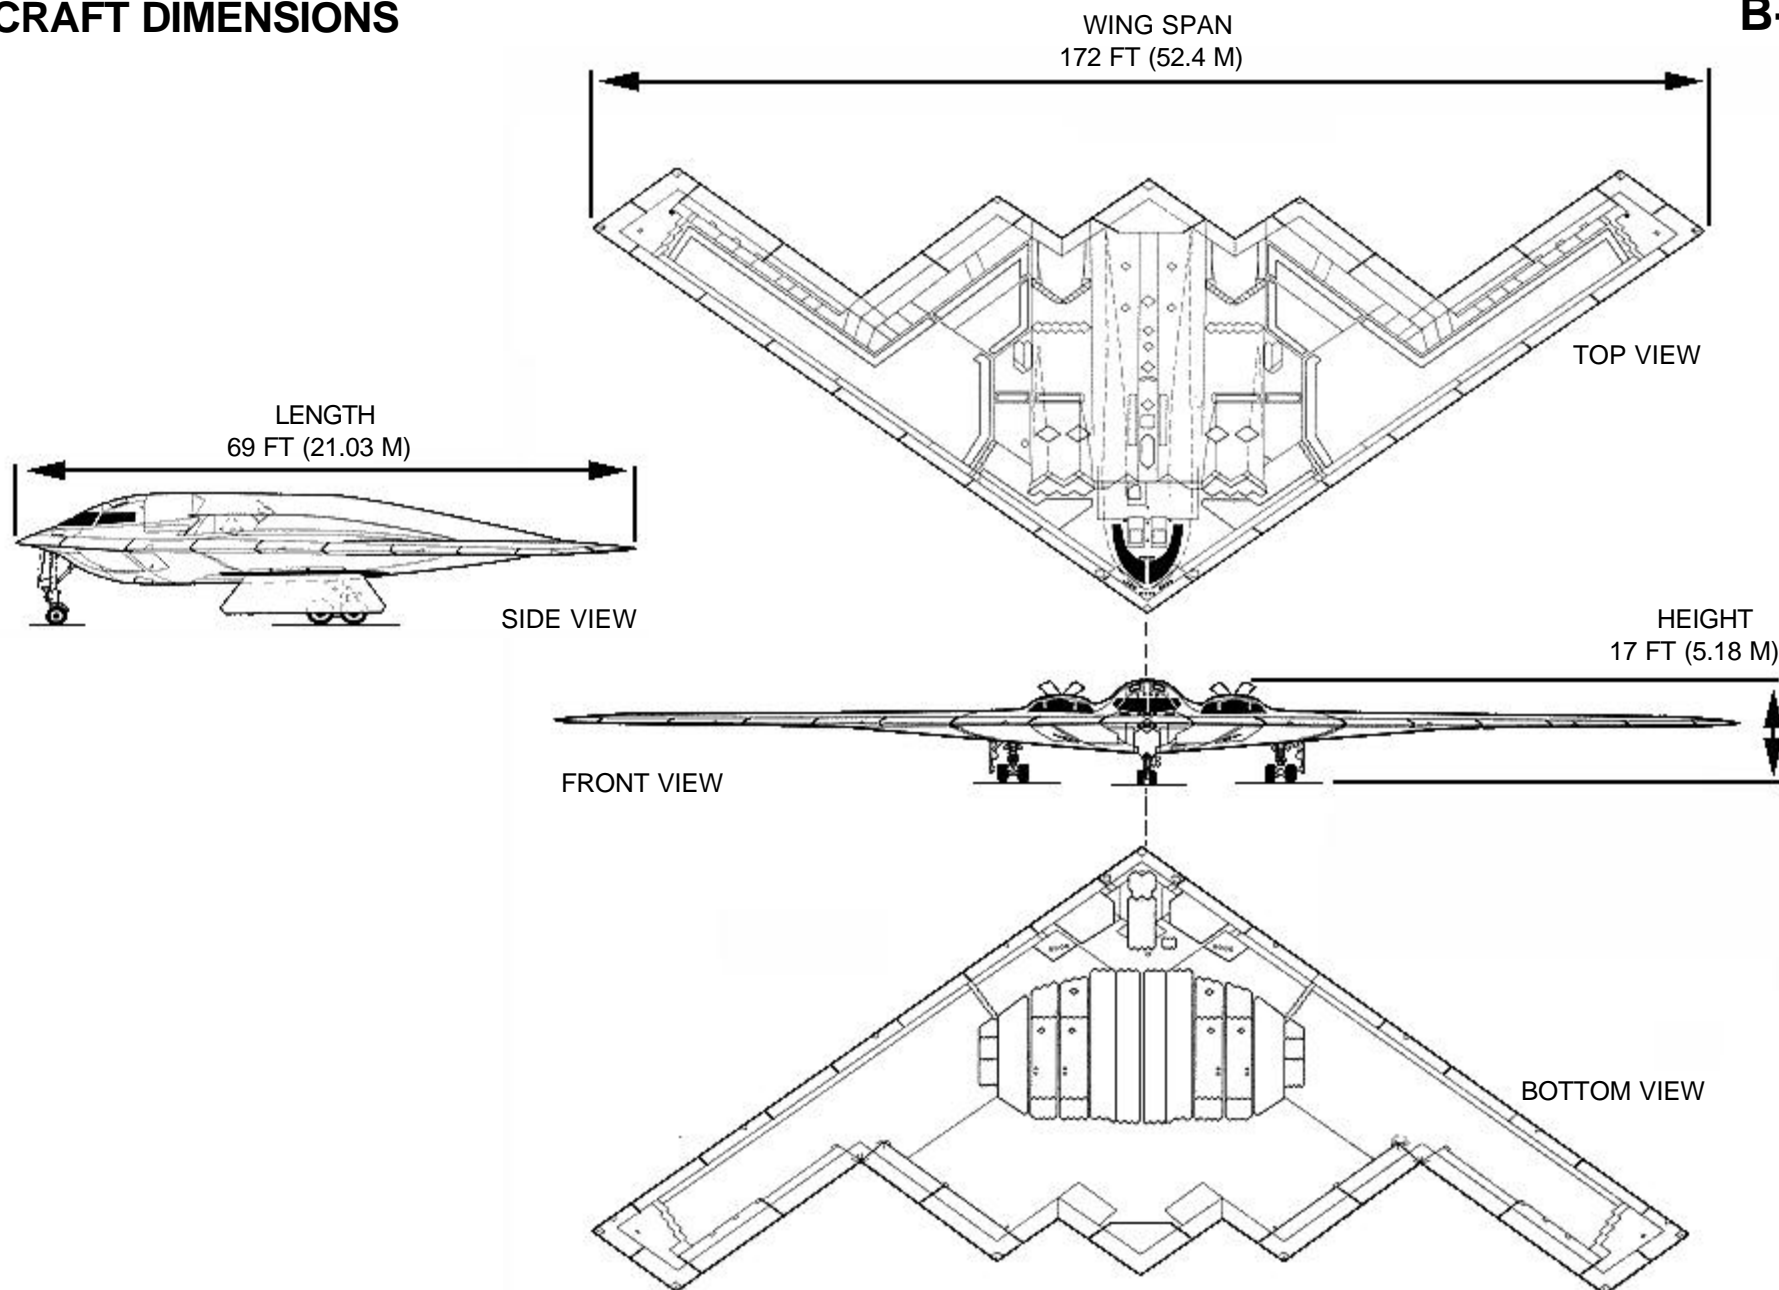 CRAFT DIMENSIONS
B-
WING SPAN
172 FT (52.4 M)
TOP VIEW
LENGTH
69 FT (21.03 M)
SIDE VIEW
HEIGHT
17 FT (5.18 M)
FRONT VIEW
BOTTOM VIEW